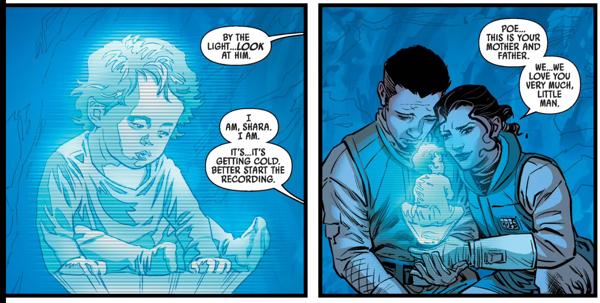 BY THE
LIGHT...LOOK
AT HIM.
I
AM, SHARA.
I AM.
IT'S...IT'S
GETTING COLD.
BETTER START THE
RECORDING.
POE...
THIS IS YOUR
MOTHER AND
FATHER.
WE...WE
LOVE YOU
VERY MUCH,
LITTLE
MAN.